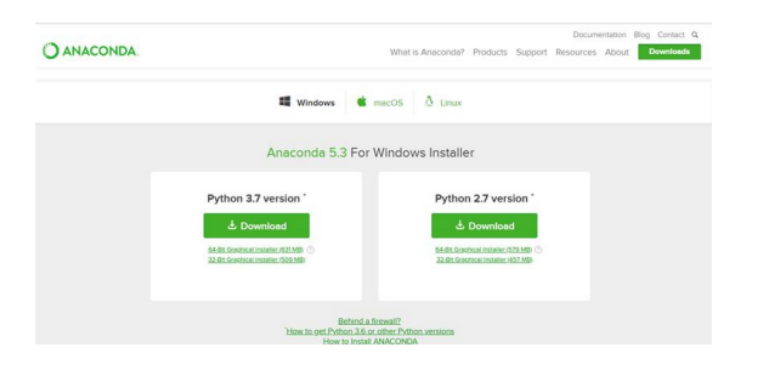 Documentation Blog Contact
ANACONDA.
What is Anaconda? Products Support Resources About Downloads
Windows macOS Linux
Anaconda 5.3 For Windows Installer
Python 3.7 version * Python 2.7 version *
Download Download
64-Bit Graphical Installer (631 MB) ? 64-Bit Graphical Installer (579 MB) ?
32-Bit Graphical Installer (509 MB) 32-Bit Graphical Installer (457 MB)
Behind a firewall?
*How to get Python 3.6 or other Python versions
How to Install ANACONDA